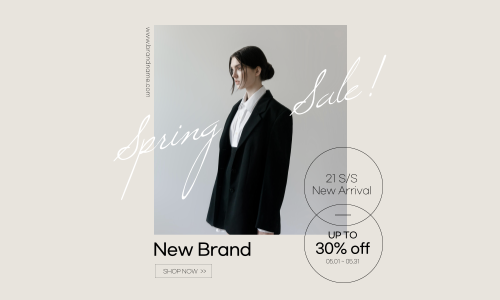 www.brandnama.com
Spring Sale!
21 S/S
New Arrival
UP TO
30% off
05.01 - 05.31
New Brand
SHOP NOW >>